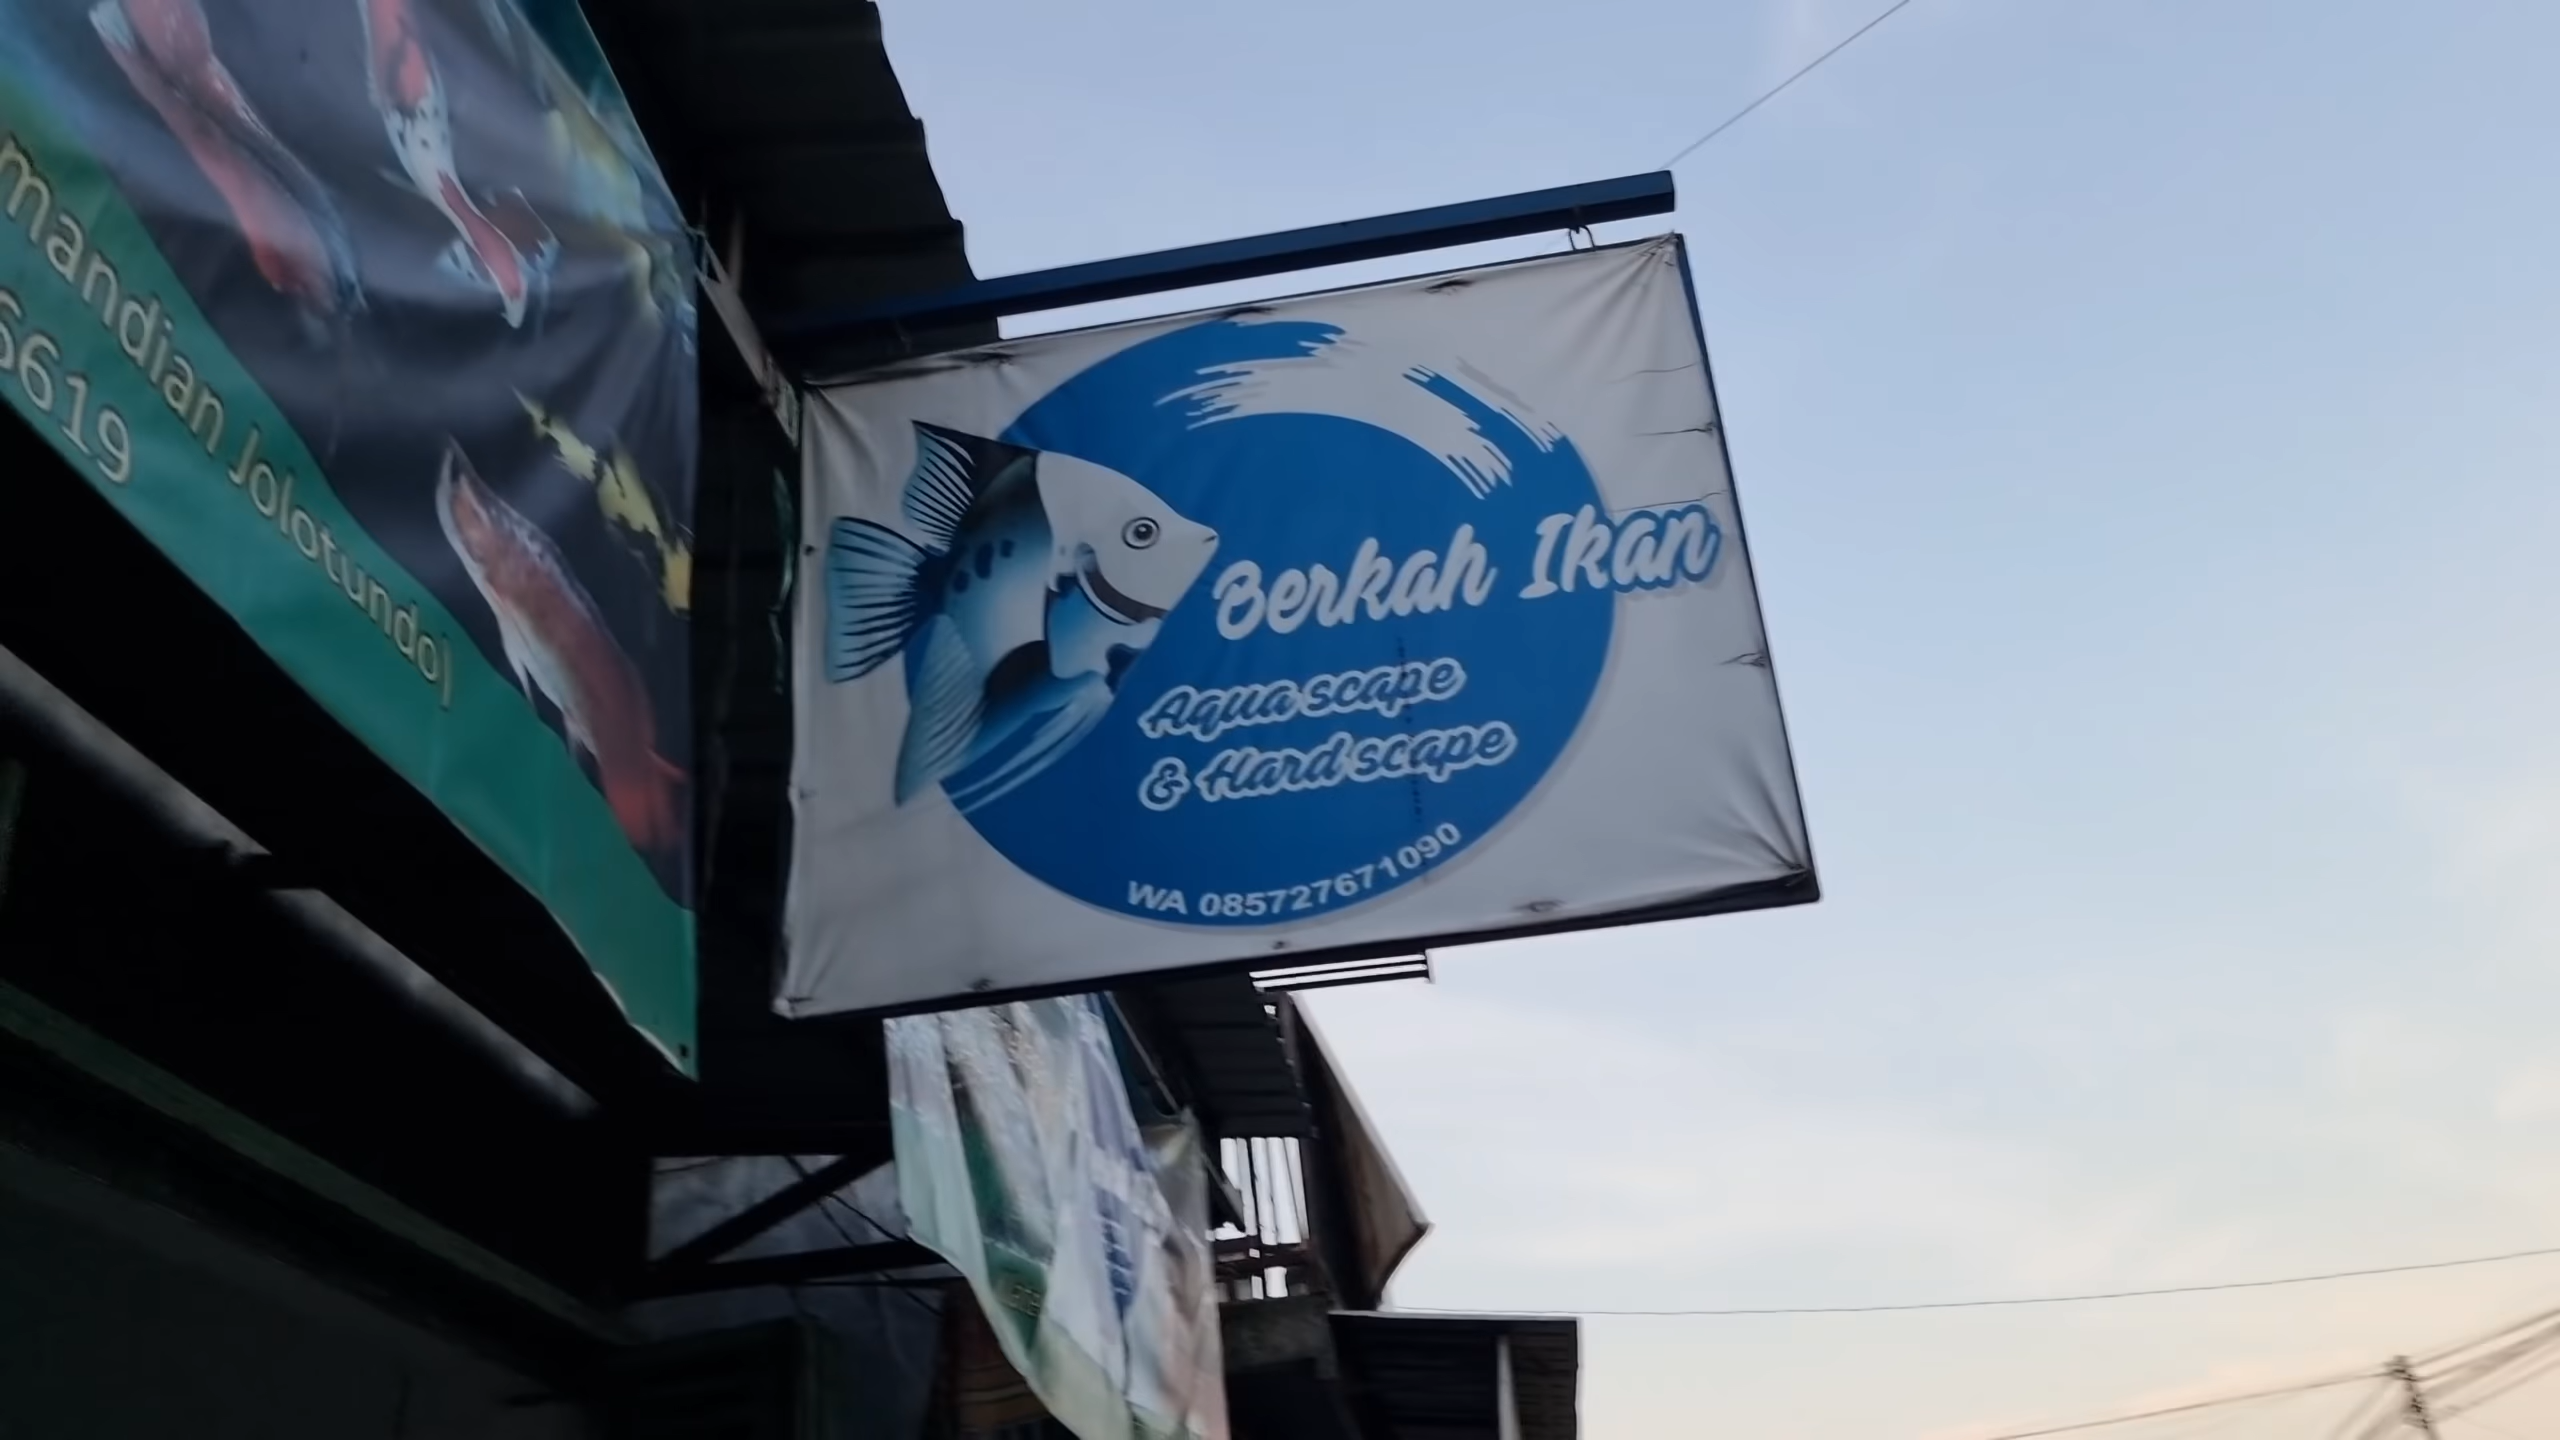 mandian Jolotundo)
6619
Berkah Ikan
Aqua scape
& Hard scape
WA 085727671090